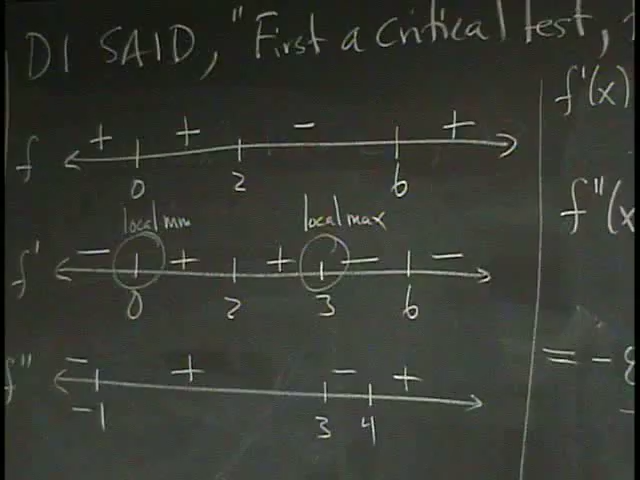 DI SAID, "First a critical test,
f'(x)
f + + - +
0 2 6
f"(x
local min local max
f' - + + - -
0 2 3 6
= -8
f" - + - +
-1 3 4